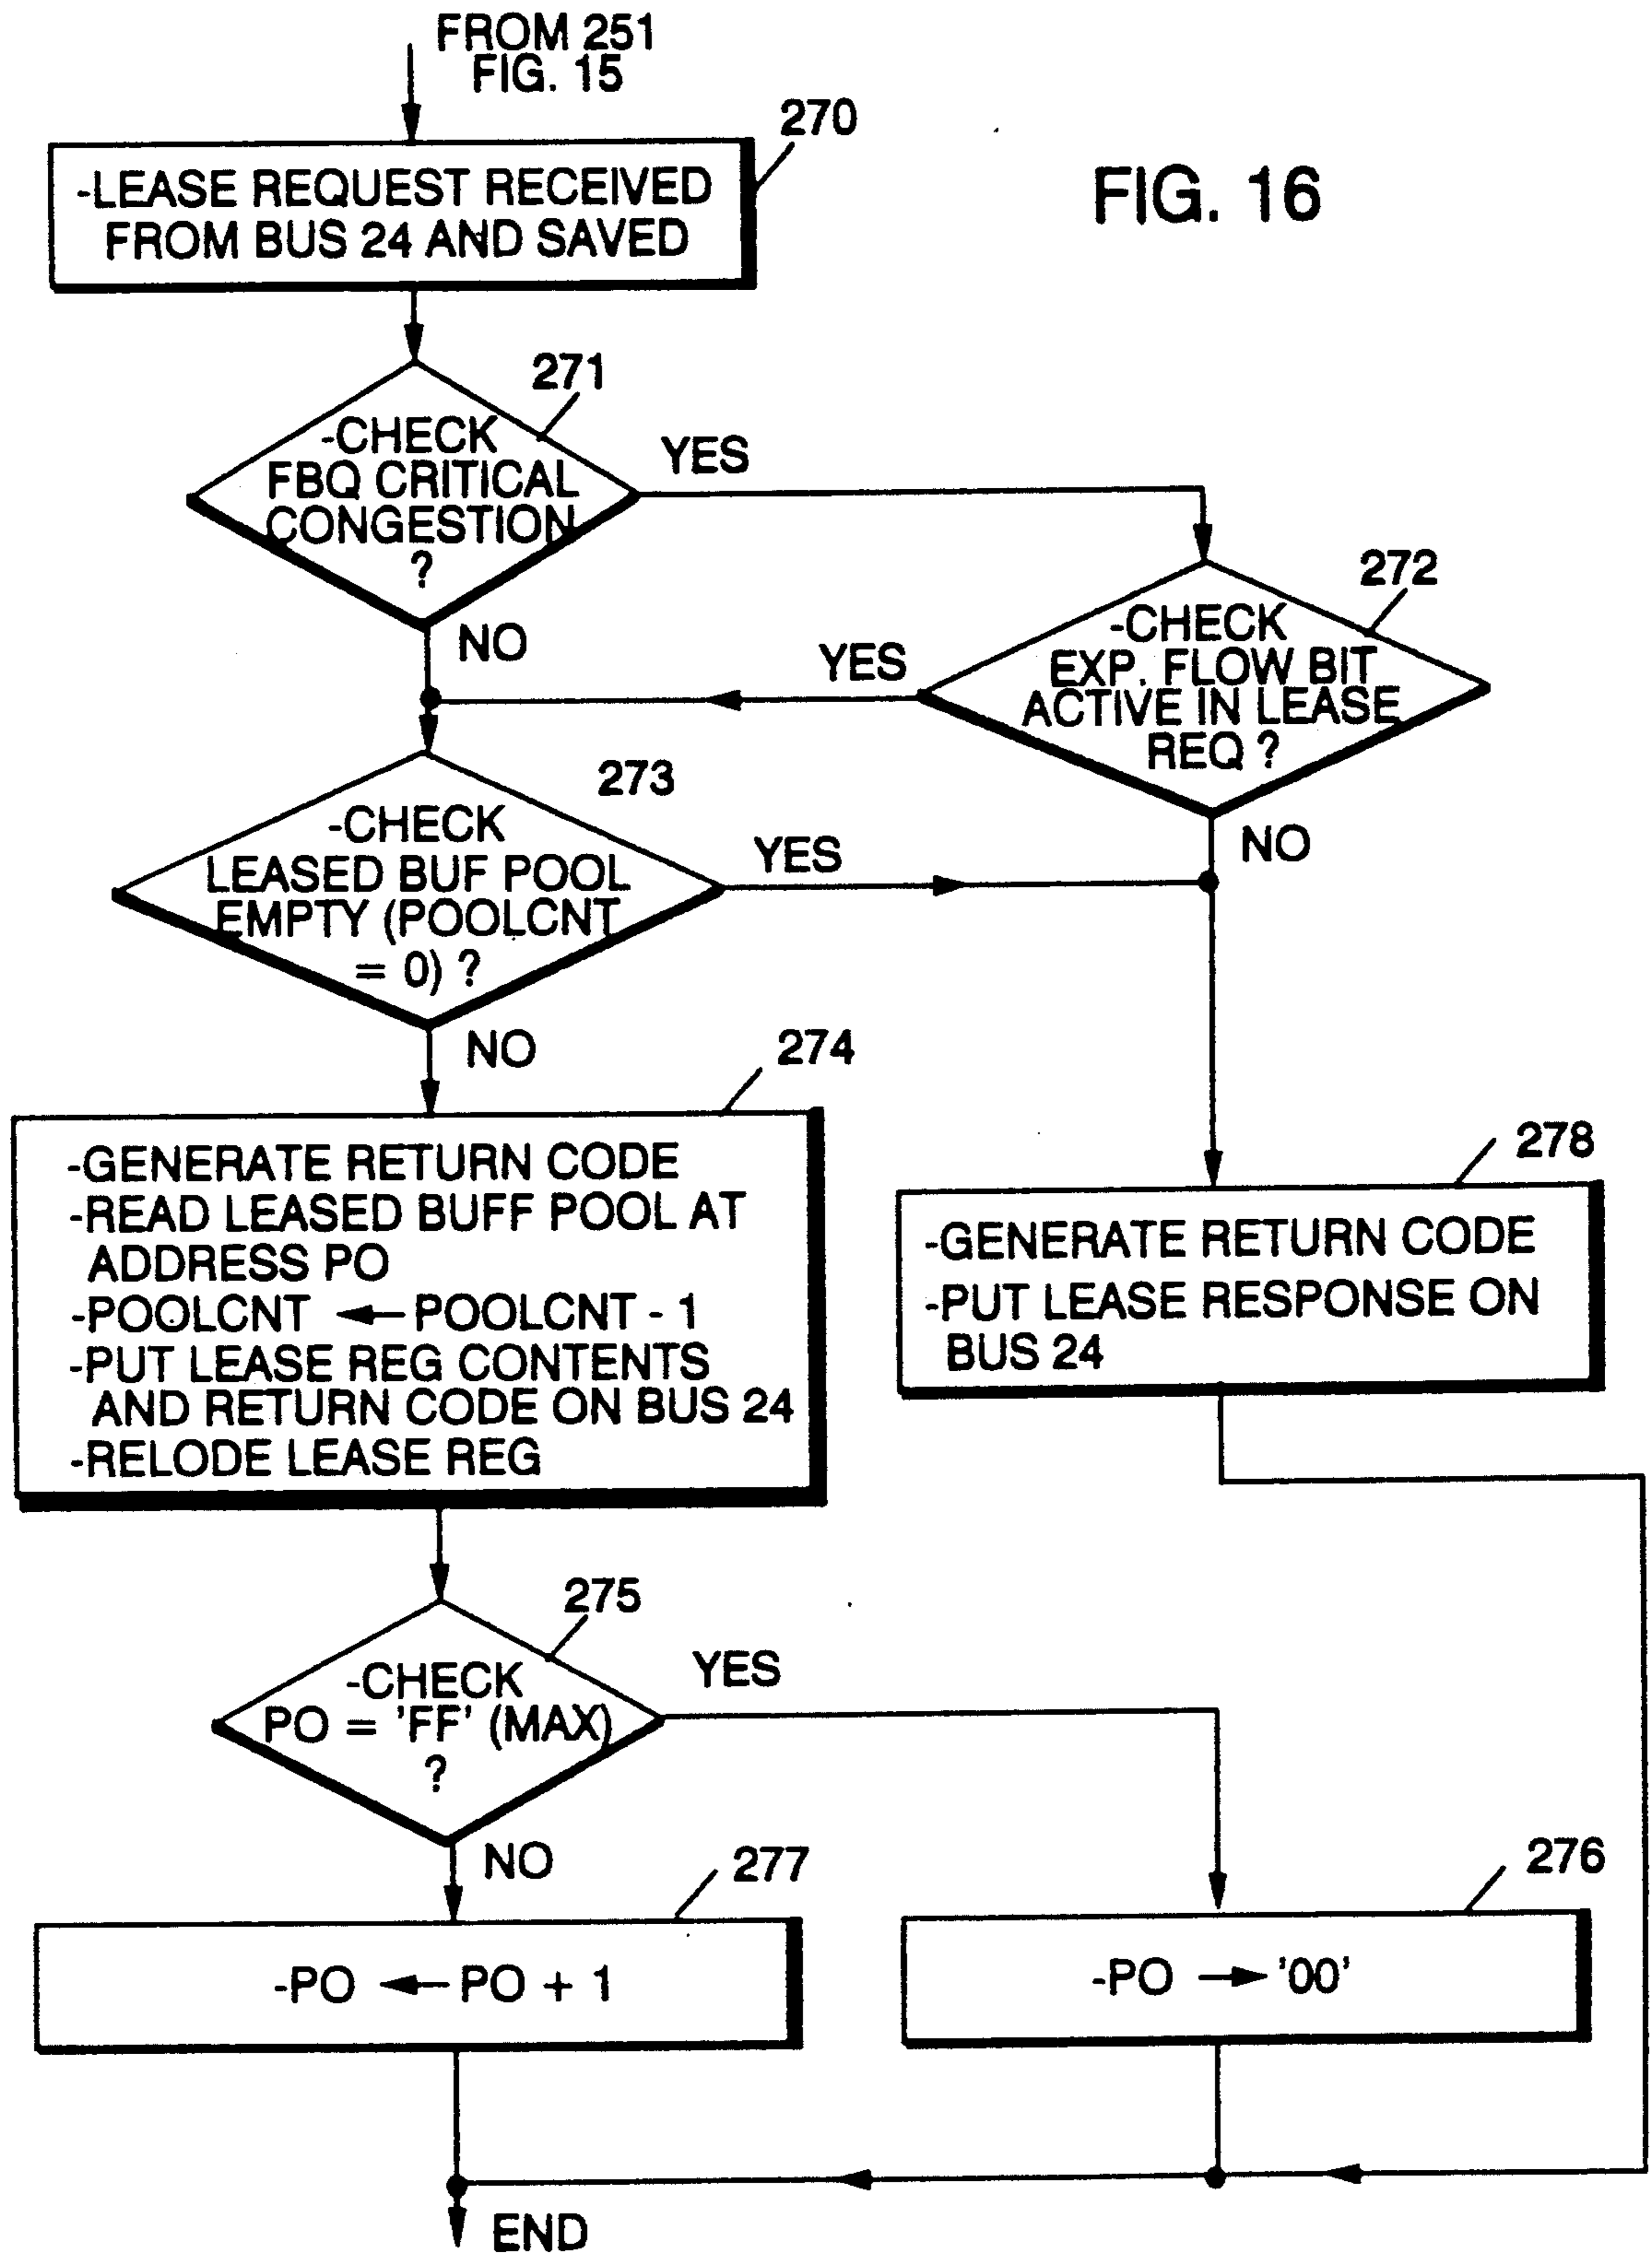 FROM 251
FIG. 15
270
-LEASE REQUEST RECEIVED
FROM BUS 24 AND SAVED
FIG. 16
271
-CHECK
FBQ CRITICAL
CONGESTION
?
YES
NO
272
-CHECK
EXP. FLOW BIT
ACTIVE IN LEASE
REQ ?
YES
NO
273
-CHECK
LEASED BUF POOL
EMPTY (POOLCNT
= 0) ?
YES
NO
274
-GENERATE RETURN CODE
-READ LEASED BUFF POOL AT
ADDRESS PO
-POOLCNT ← POOLCNT - 1
-PUT LEASE REG CONTENTS
AND RETURN CODE ON BUS 24
-RELODE LEASE REG
278
-GENERATE RETURN CODE
-PUT LEASE RESPONSE ON
BUS 24
275
-CHECK
PO = 'FF' (MAX)
?
YES
NO
277
-PO ← PO + 1
276
-PO → '00'
END